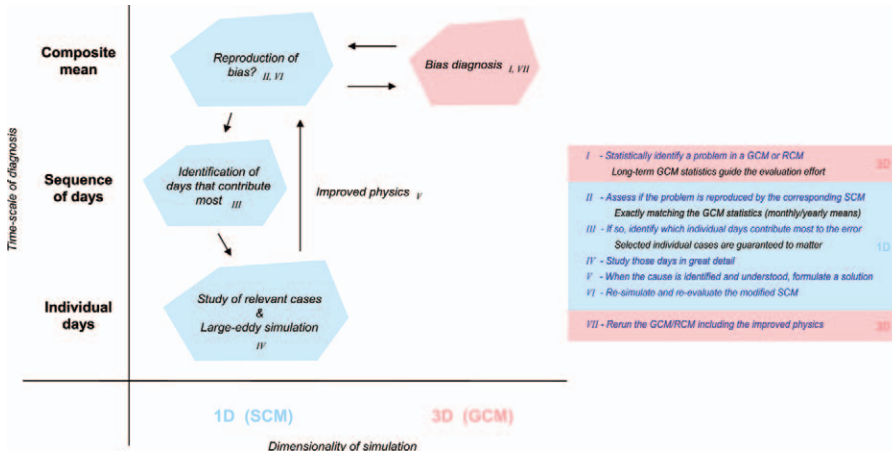 Time-scale of diagnosis
Composite
mean
Sequence
of days
Individual
days
Reproduction of
bias? II, VI
Bias diagnosis I, VII
Identification of
days that contribute
most III
Improved physics V
Study of relevant cases
&
Large-eddy simulation
IV
1D (SCM)
3D (GCM)
Dimensionality of simulation
I - Statistically identify a problem in a GCM or RCM
Long-term GCM statistics guide the evaluation effort
3D
II - Assess if the problem is reproduced by the corresponding SCM
Exactly matching the GCM statistics (monthly/yearly means)
III - If so, identify which individual days contribute most to the error
Selected individual cases are guaranteed to matter
1D
IV - Study those days in great detail
V - When the cause is identified and understood, formulate a solution
VI - Re-simulate and re-evaluate the modified SCM
VII - Rerun the GCM/RCM including the improved physics
3D